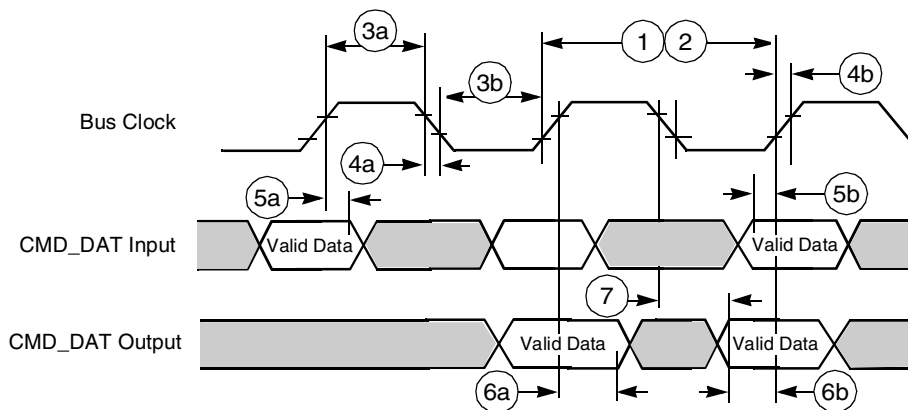 3a
1 2
3b
4b
Bus Clock
4a
5a
5b
CMD_DAT Input
Valid Data
Valid Data
7
CMD_DAT Output
Valid Data
Valid Data
6a
6b